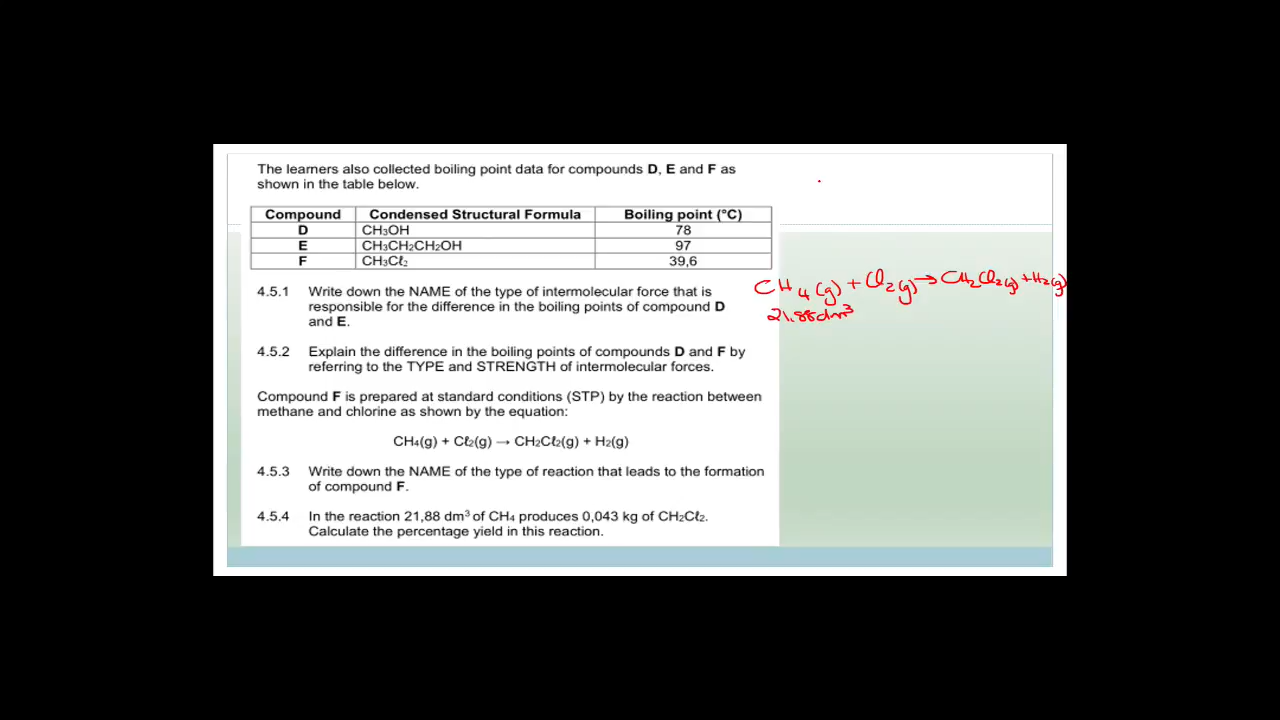 The learners also collected boiling point data for compounds D, E and F as
shown in the table below.
Compound Condensed Structural Formula Boiling point (°C)
D CH₃OH 78
E CH₃CH₂CH₂OH 97
F CH₃Cℓ₂ 39,6
4.5.1 Write down the NAME of the type of intermolecular force that is
responsible for the difference in the boiling points of compound D
and E.
4.5.2 Explain the difference in the boiling points of compounds D and F by
referring to the TYPE and STRENGTH of intermolecular forces.
Compound F is prepared at standard conditions (STP) by the reaction between
methane and chlorine as shown by the equation:
CH₄(g) + Cℓ₂(g) → CH₂Cℓ₂(g) + H₂(g)
4.5.3 Write down the NAME of the type of reaction that leads to the formation
of compound F.
4.5.4 In the reaction 21,88 dm³ of CH₄ produces 0,043 kg of CH₂Cℓ₂.
Calculate the percentage yield in this reaction.
CH₄(g) + Cl₂(g) → CH₂Cl₂(g) + H₂(g)
21.88dm³